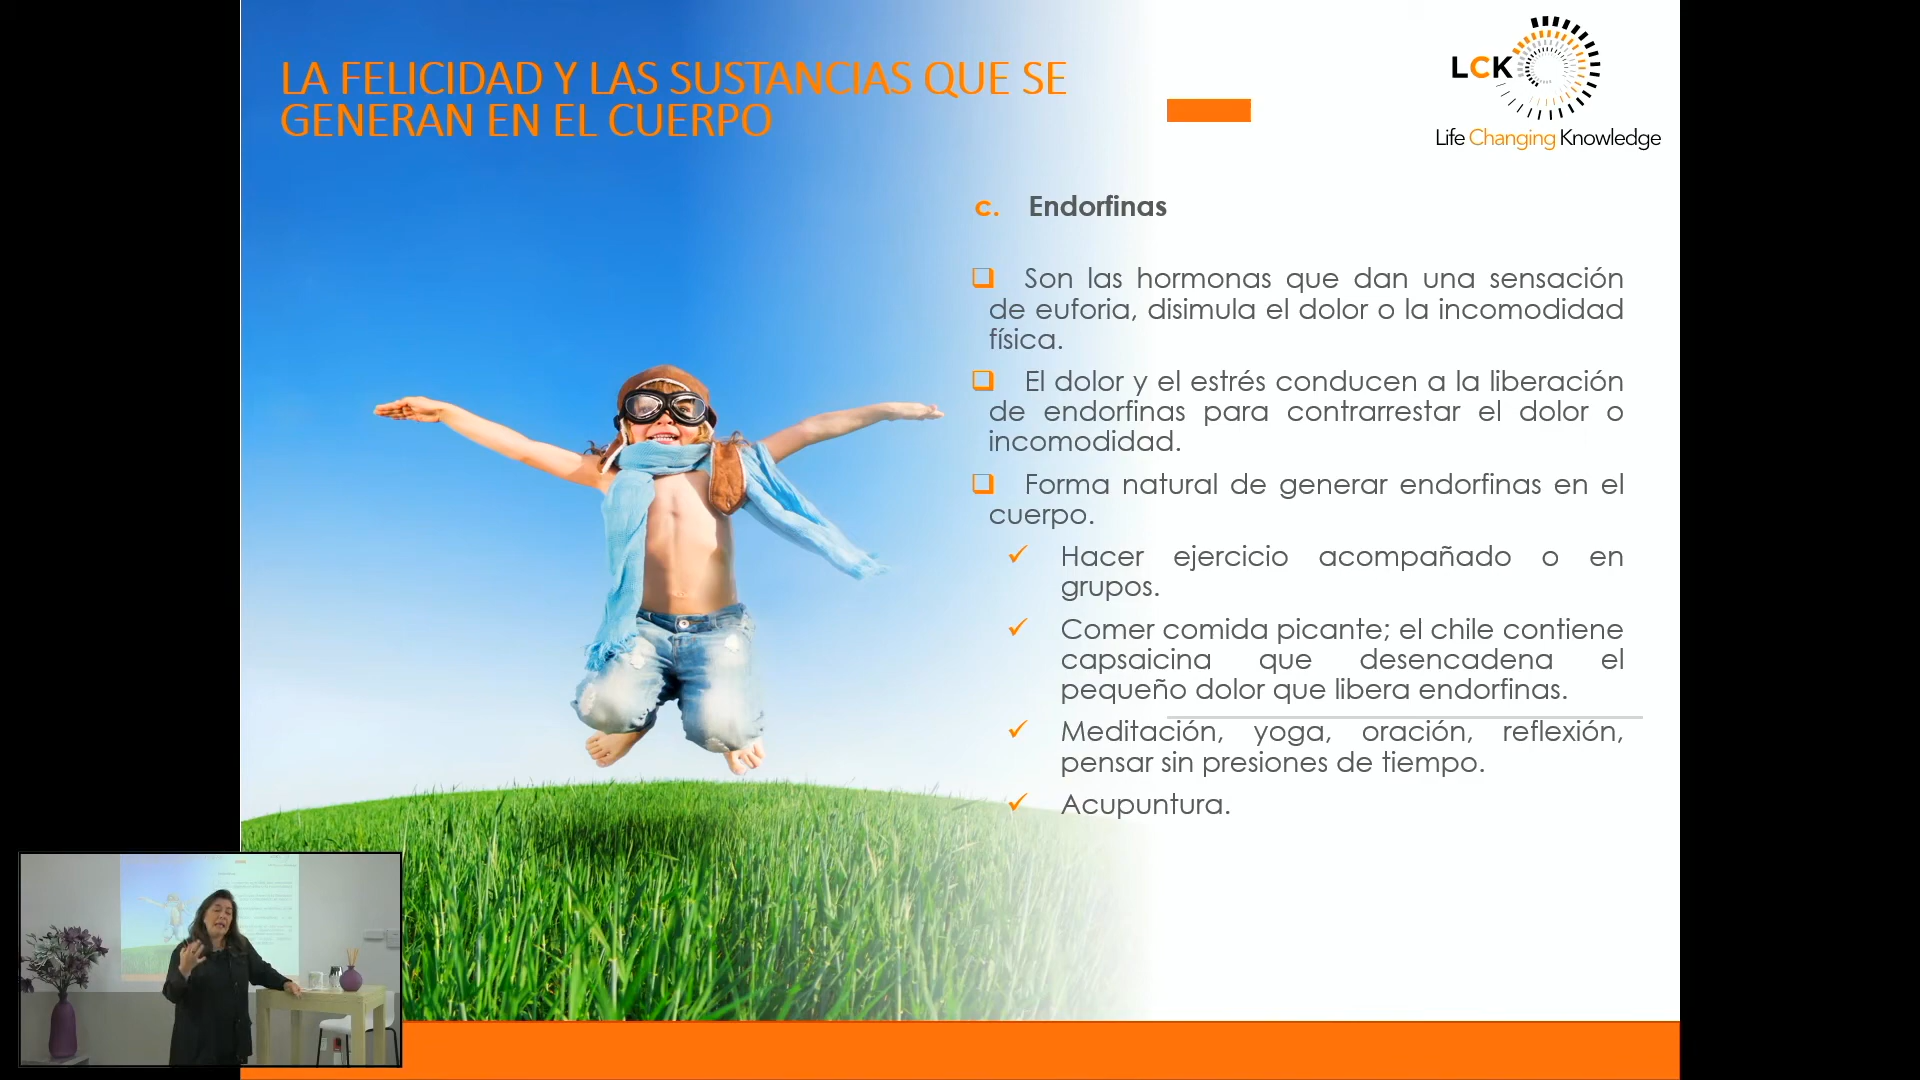 LA FELICIDAD Y LAS SUSTANCIAS QUE SE
GENERAN EN EL CUERPO
LCK
Life Changing Knowledge
c. Endorfinas
Son las hormonas que dan una sensación
de euforia, disimula el dolor o la incomodidad
física.
El dolor y el estrés conducen a la liberación
de endorfinas para contrarrestar el dolor o
incomodidad.
Forma natural de generar endorfinas en el
cuerpo.
Hacer ejercicio acompañado o en
grupos.
Comer comida picante; el chile contiene
capsaicina que desencadena el
pequeño dolor que libera endorfinas.
Meditación, yoga, oración, reflexión,
pensar sin presiones de tiempo.
Acupuntura.